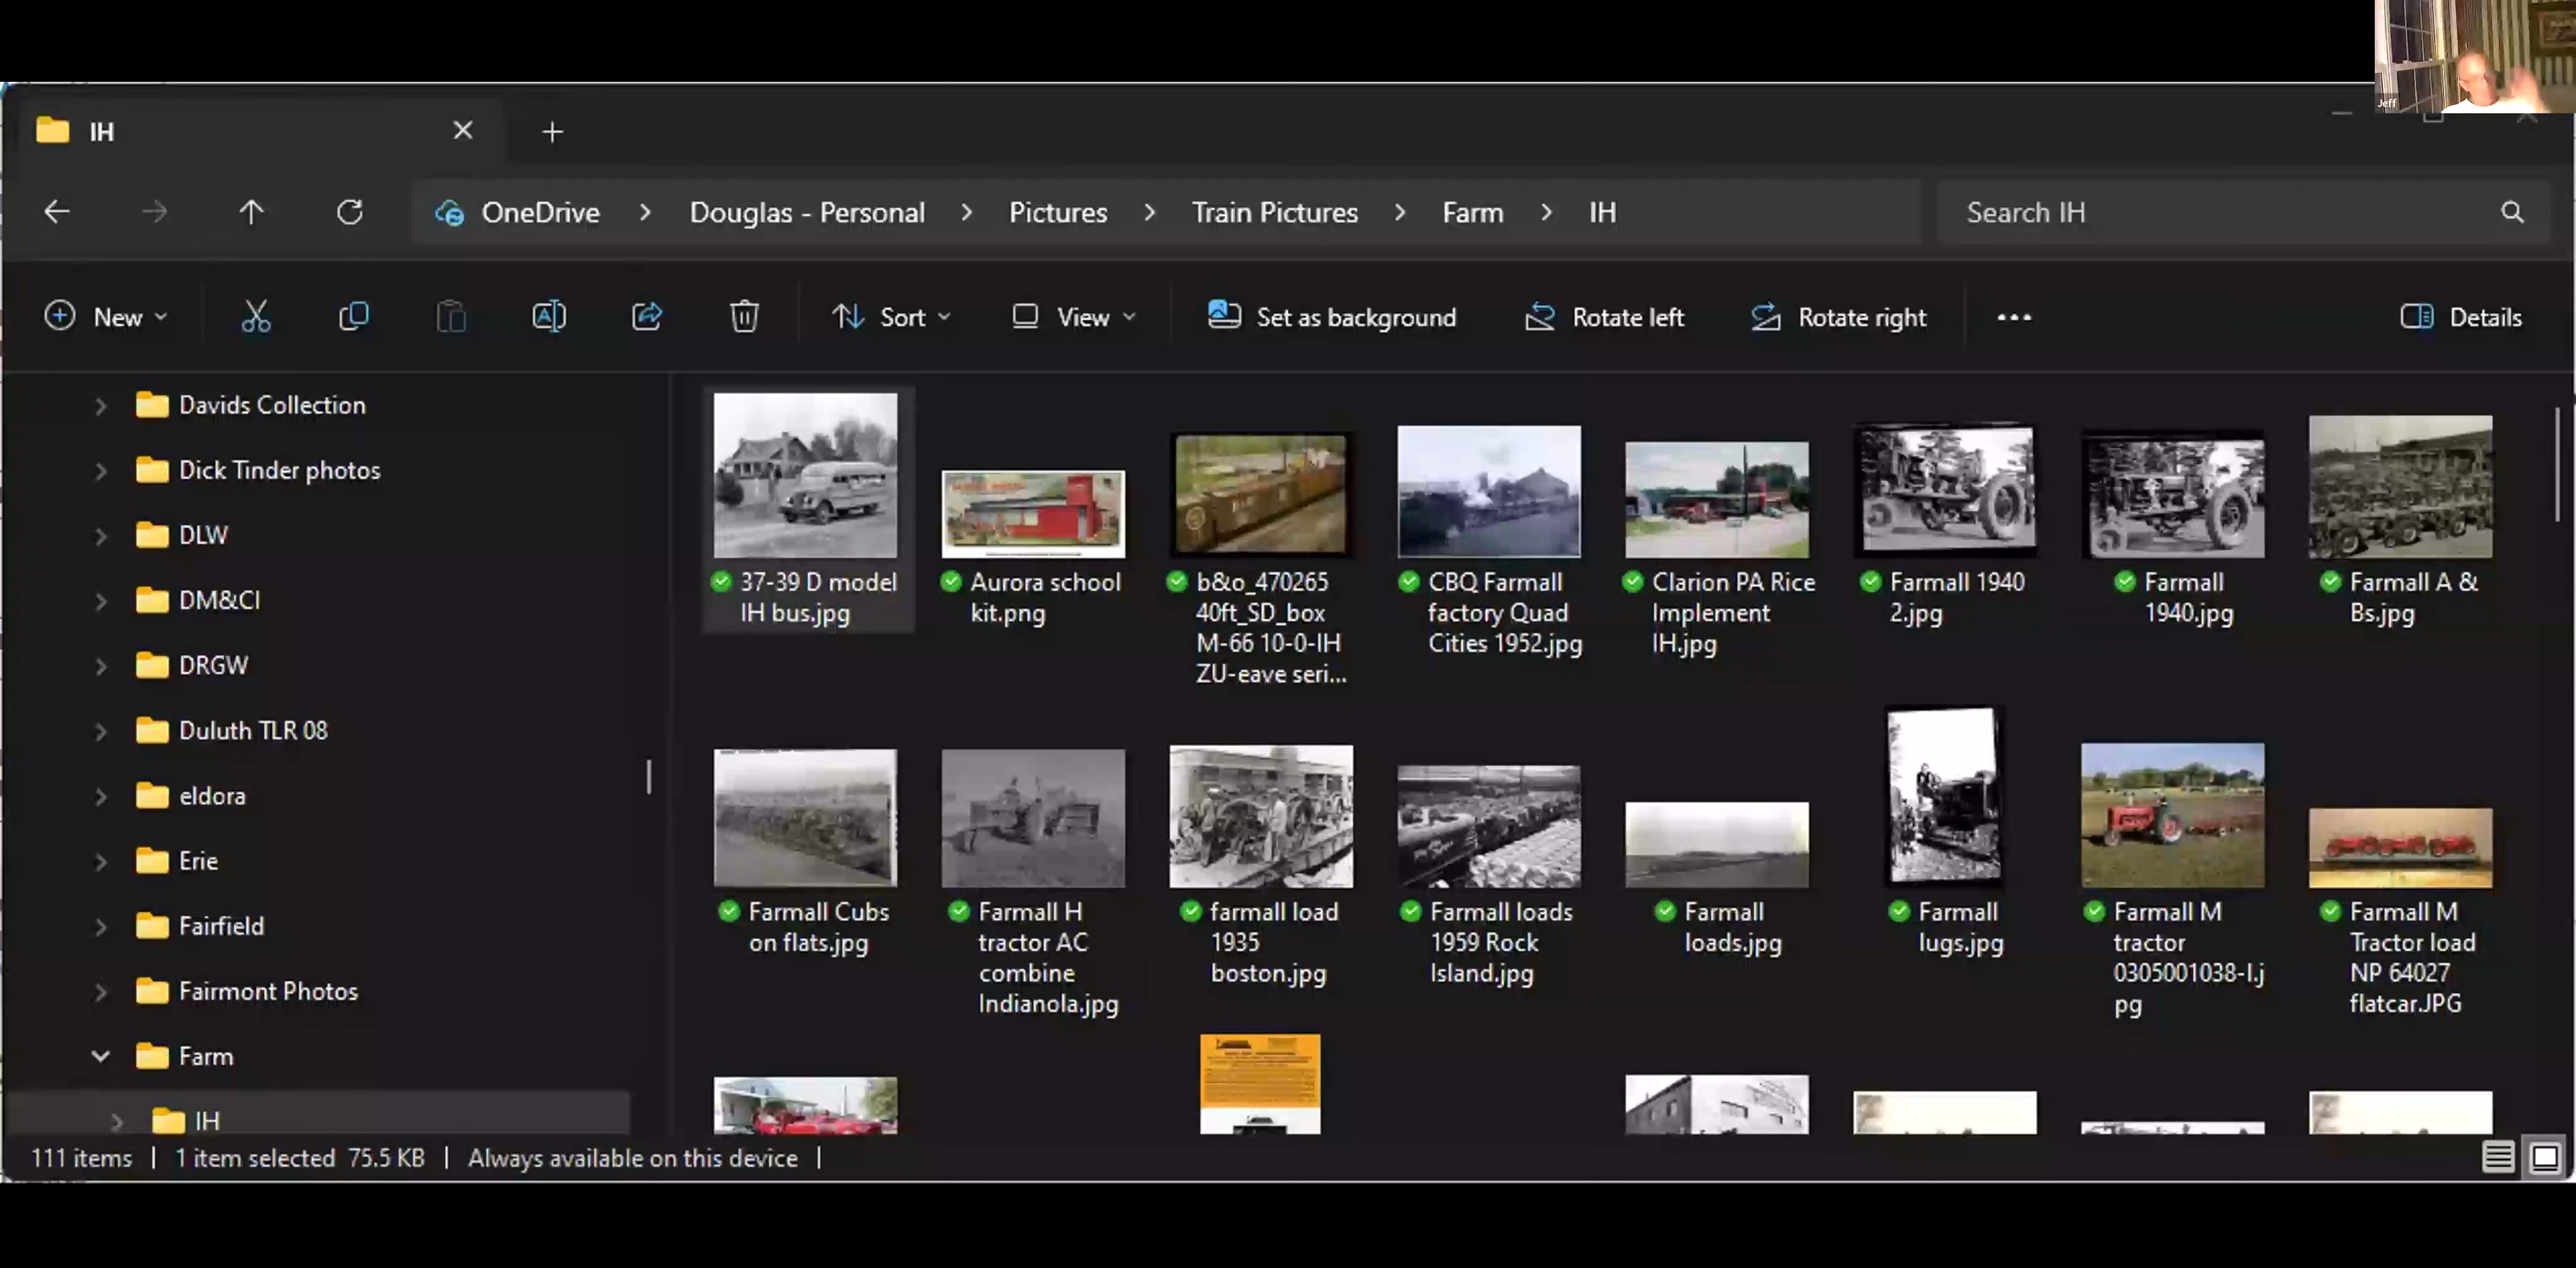 Jeff
IH
OneDrive > Douglas - Personal > Pictures > Train Pictures > Farm > IH
Search IH
New
Sort
View
Set as background
Rotate left
Rotate right
Details
Davids Collection
Dick Tinder photos
DLW
DM&CI
DRGW
Duluth TLR 08
eldora
Erie
Fairfield
Fairmont Photos
Farm
IH
37-39 D model
IH bus.jpg
Aurora school
kit.png
b&o_470265
40ft_SD_box
M-66 10-0-IH
ZU-eave seri...
CBQ Farmall
factory Quad
Cities 1952.jpg
Clarion PA Rice
Implement
IH.jpg
Farmall 1940
2.jpg
Farmall
1940.jpg
Farmall A &
Bs.jpg
Farmall Cubs
on flats.jpg
Farmall H
tractor AC
combine
Indianola.jpg
farmall load
1935
boston.jpg
Farmall loads
1959 Rock
Island.jpg
Farmall
loads.jpg
Farmall
lugs.jpg
Farmall M
tractor
0305001038-l.j
pg
Farmall M
Tractor load
NP 64027
flatcar.JPG
111 items | 1 item selected 75.5 KB | Always available on this device |